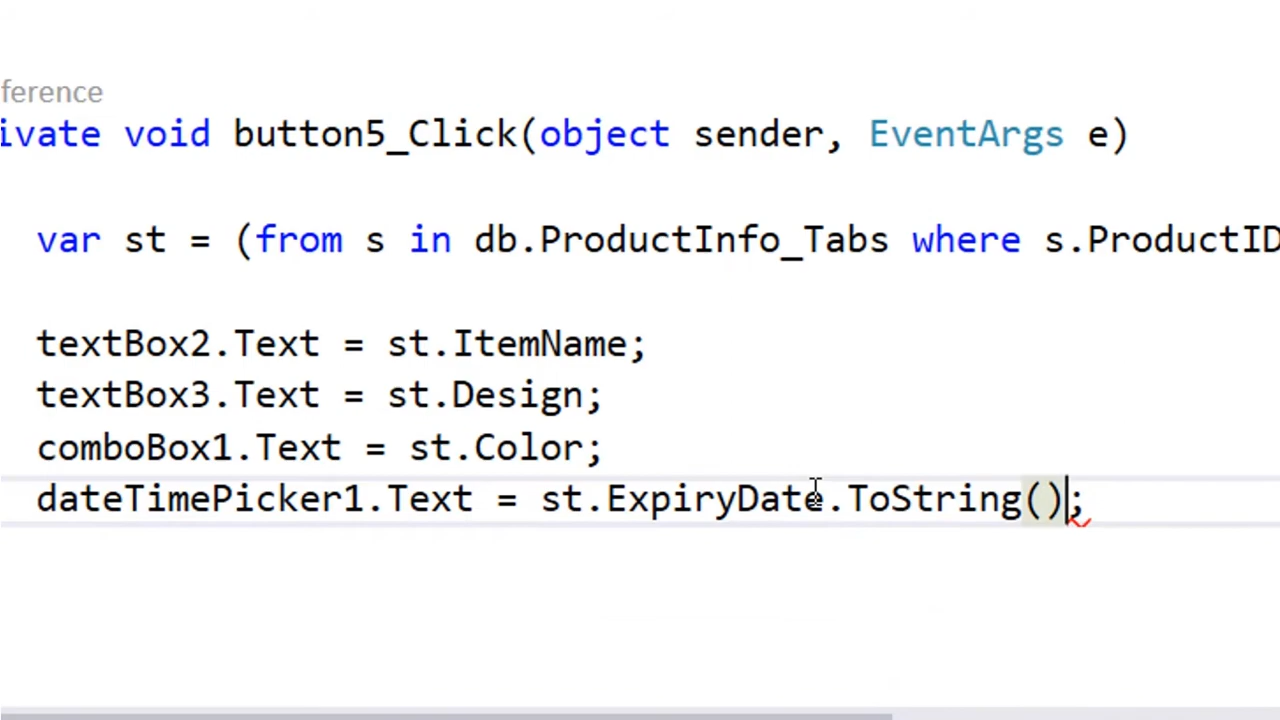 ference
ivate void button5_Click(object sender, EventArgs e)
var st = (from s in db.ProductInfo_Tabs where s.ProductID
textBox2.Text = st.ItemName;
textBox3.Text = st.Design;
comboBox1.Text = st.Color;
dateTimePicker1.Text = st.ExpiryDate.ToString();